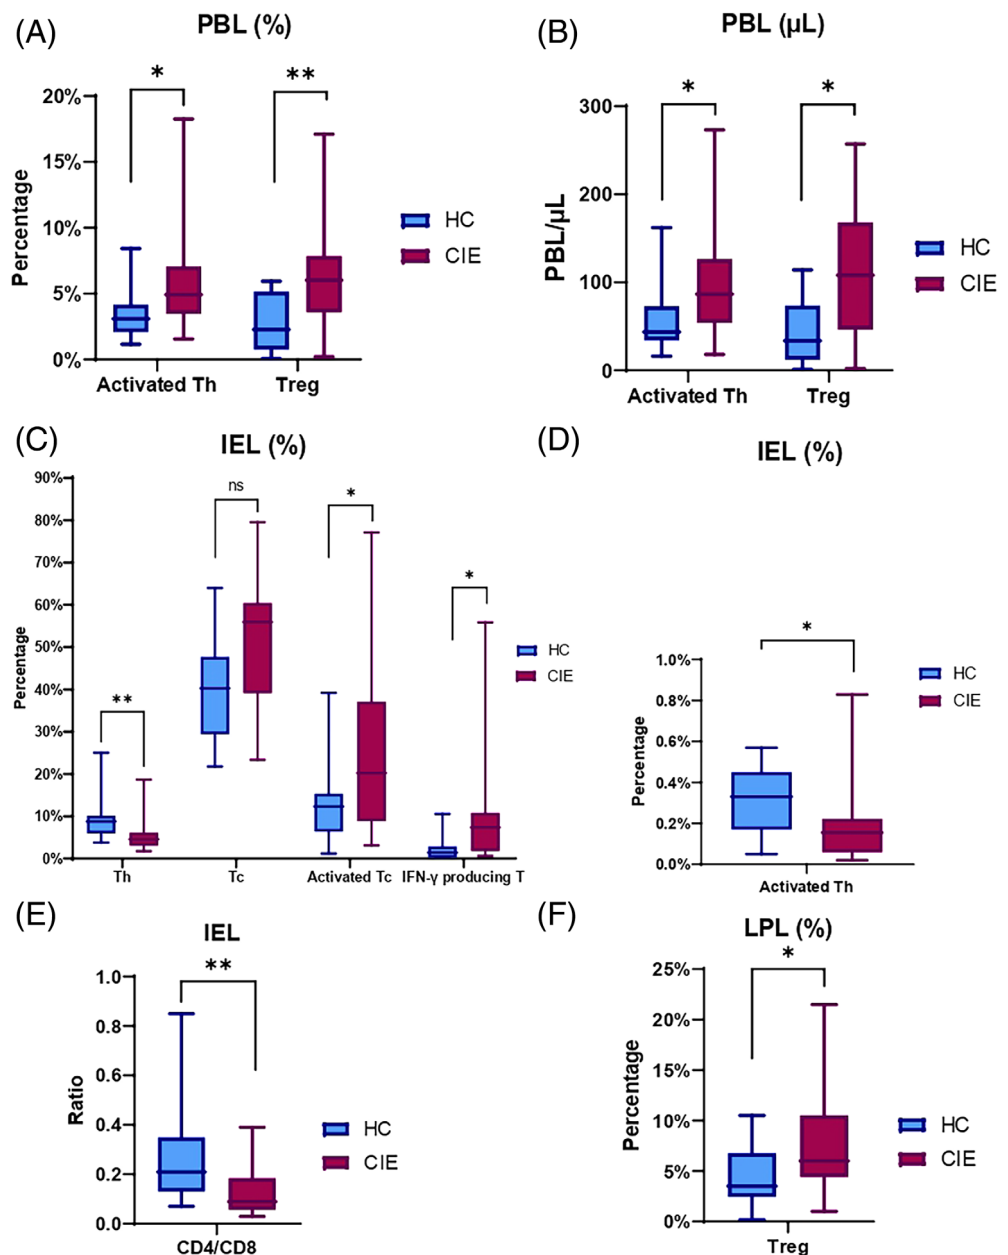 (A)
PBL (%)
* **
20%
15%
10%
5%
0%
Percentage
Activated Th Treg
HC
CIE
(B)
PBL (µL)
* *
300
200
100
0
PBL/µL
Activated Th Treg
HC
CIE
(C)
IEL (%)
90%
80%
70%
60%
50%
40%
30%
20%
10%
0%
Percentage
** ns * *
Th Tc Activated Tc IFN-γ producing T
HC
CIE
(D)
IEL (%)
*
1.0%
0.8%
0.6%
0.4%
0.2%
0.0%
Percentage
Activated Th
HC
CIE
(E)
IEL
**
1.0
0.8
0.6
0.4
0.2
0.0
Ratio
CD4/CD8
HC
CIE
(F)
LPL (%)
*
25%
20%
15%
10%
5%
0%
Percentage
Treg
HC
CIE